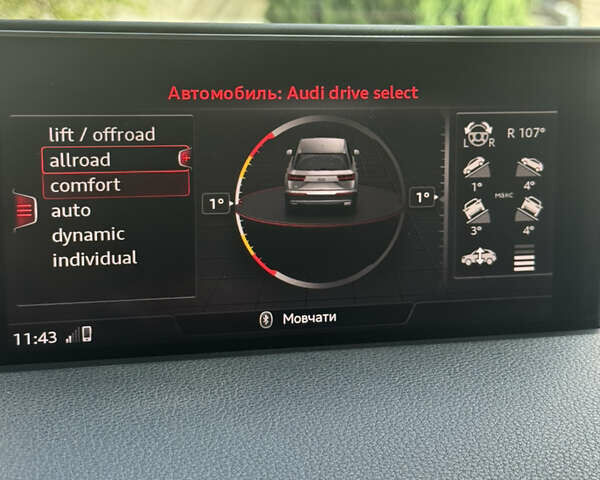 Автомобиль: Audi drive select
lift / offroad
allroad
comfort
auto
dynamic
individual
1°
1°
L R
R 107°
1°
4°
макс
3°
4°
Мовчати
11:43